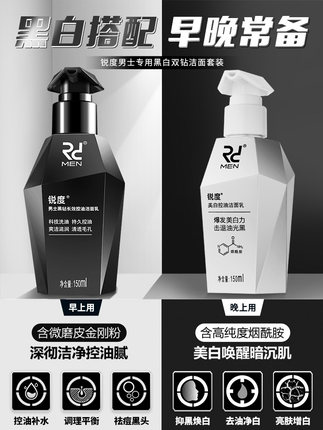 黑白搭配 早晚常备
锐度男士专用黑白双钻洁面套装
RY MEN
锐度®
男士黑钻长效控油洁面乳
科技洗油 持久控油
爽洁滋润 清透毛孔
净含量:150ml
RY MEN
锐度®
美白控油洁面乳
爆发美白力
击退油光黑
净含量:150ml
早上用
含微磨皮金刚粉
深彻洁净控油腻
控油补水
调理平衡
祛痘黑头
晚上用
含高纯度烟酰胺
美白唤醒暗沉肌
抑黑焕白
去油净白
亮肤增白